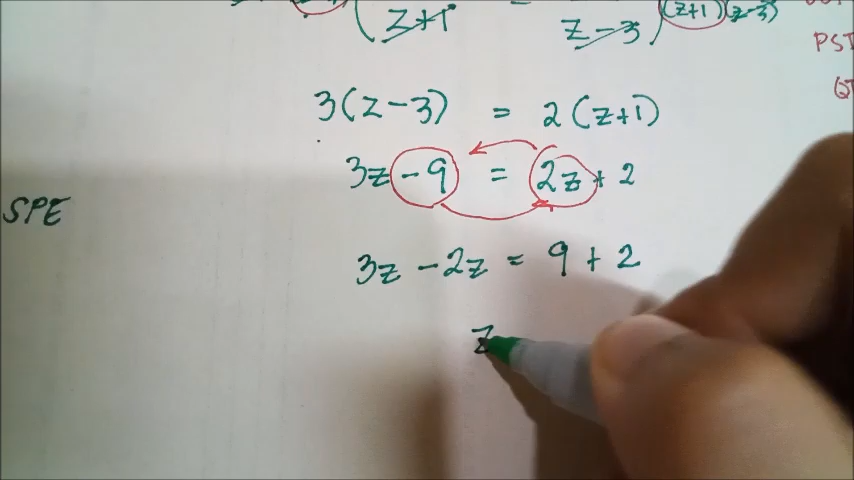 (z+1 = z-3) (z+1)(z-3)
PST
3(z-3) = 2(z+1)
3z-9 = 2z+2
SPE
3z-2z = 9+2
z